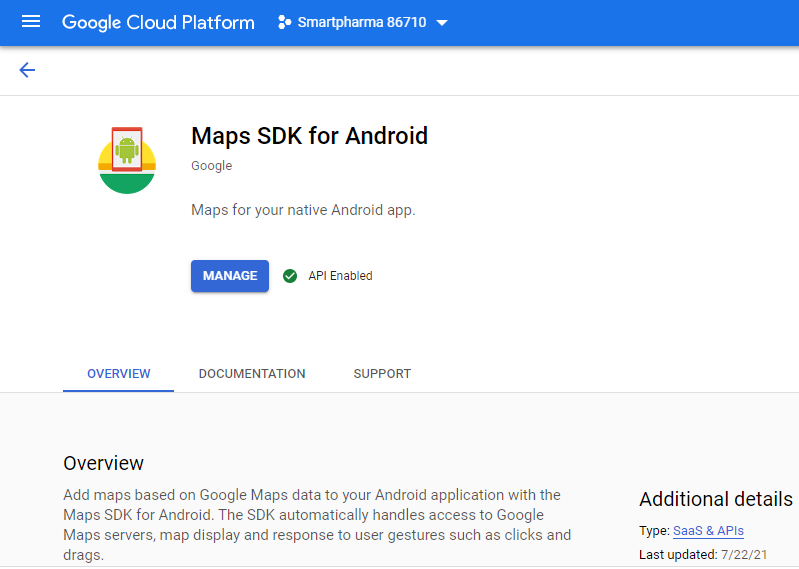 Google Cloud Platform
Smartpharma 86710
Maps SDK for Android
Google
Maps for your native Android app.
MANAGE
API Enabled
OVERVIEW
DOCUMENTATION
SUPPORT
Overview
Add maps based on Google Maps data to your Android application with the
Maps SDK for Android. The SDK automatically handles access to Google
Maps servers, map display and response to user gestures such as clicks and
drags.
Additional details
Type: SaaS & APIs
Last updated: 7/22/21